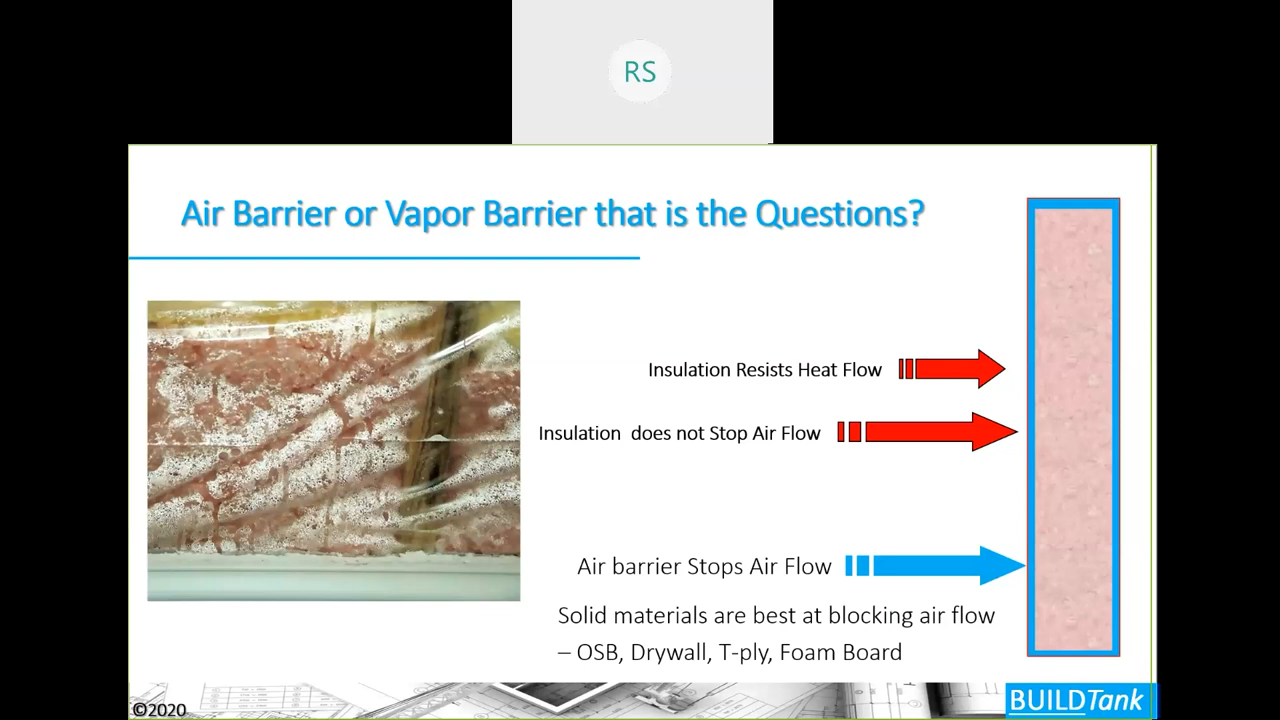 RS
Air Barrier or Vapor Barrier that is the Questions?
Insulation Resists Heat Flow
Insulation does not Stop Air Flow
Air barrier Stops Air Flow
Solid materials are best at blocking air flow
– OSB, Drywall, T-ply, Foam Board
©2020
BUILDTank